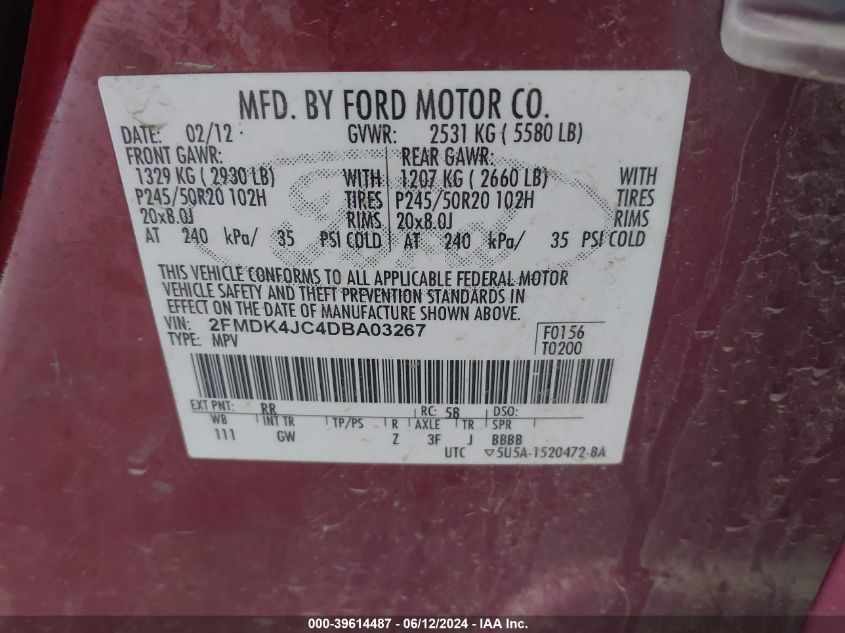 MFD. BY FORD MOTOR CO.
DATE: 02/12 GVWR: 2531 KG ( 5580 LB)
FRONT GAWR: REAR GAWR:
1329 KG ( 2930 LB) WITH 1207 KG ( 2660 LB) WITH
P245/50R20 102H TIRES P245/50R20 102H TIRES
20x8.0J RIMS 20x8.0J RIMS
AT 240 kPa/ 35 PSI COLD AT 240 kPa/ 35 PSI COLD
THIS VEHICLE CONFORMS TO ALL APPLICABLE FEDERAL MOTOR
VEHICLE SAFETY AND THEFT PREVENTION STANDARDS IN
EFFECT ON THE DATE OF MANUFACTURE SHOWN ABOVE.
VIN: 2FMDK4JC4DBA03267 F0156
TYPE: MPV T0200
EXT PNT: RR RC: 58 DSO:
WB INT TR TP/PS R AXLE TR SPR
111 GW Z 3F J BBBB
UTC ▽5U5A-1520472-BA
000-39614487 - 06/12/2024 - IAAI.com